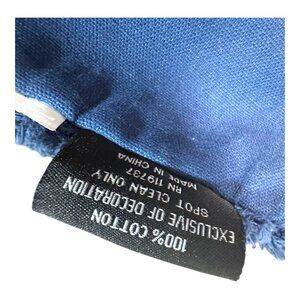 100% COTTON
EXCLUSIVE OF DECORATION
SPOT CLEAN ONLY
RN 119737
MADE IN CHINA